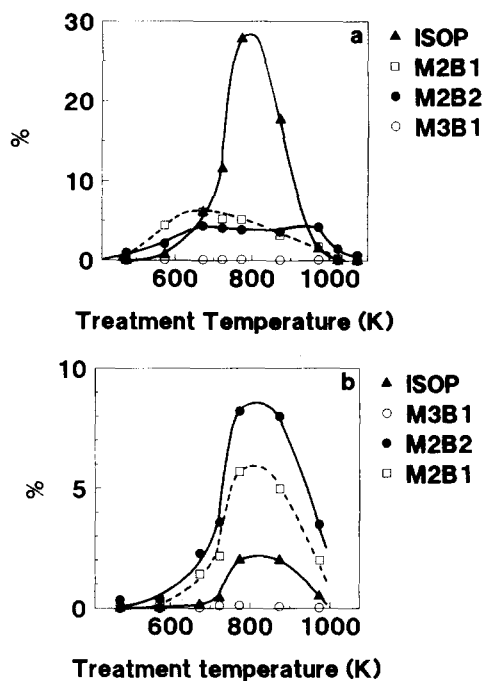 30
a
ISOP
M2B1
20
M2B2
M3B1
%
10
0
600 800 1000
Treatment Temperature (K)
10
b
ISOP
M3B1
M2B2
%
M2B1
5
0
600 800 1000
Treatment temperature (K)